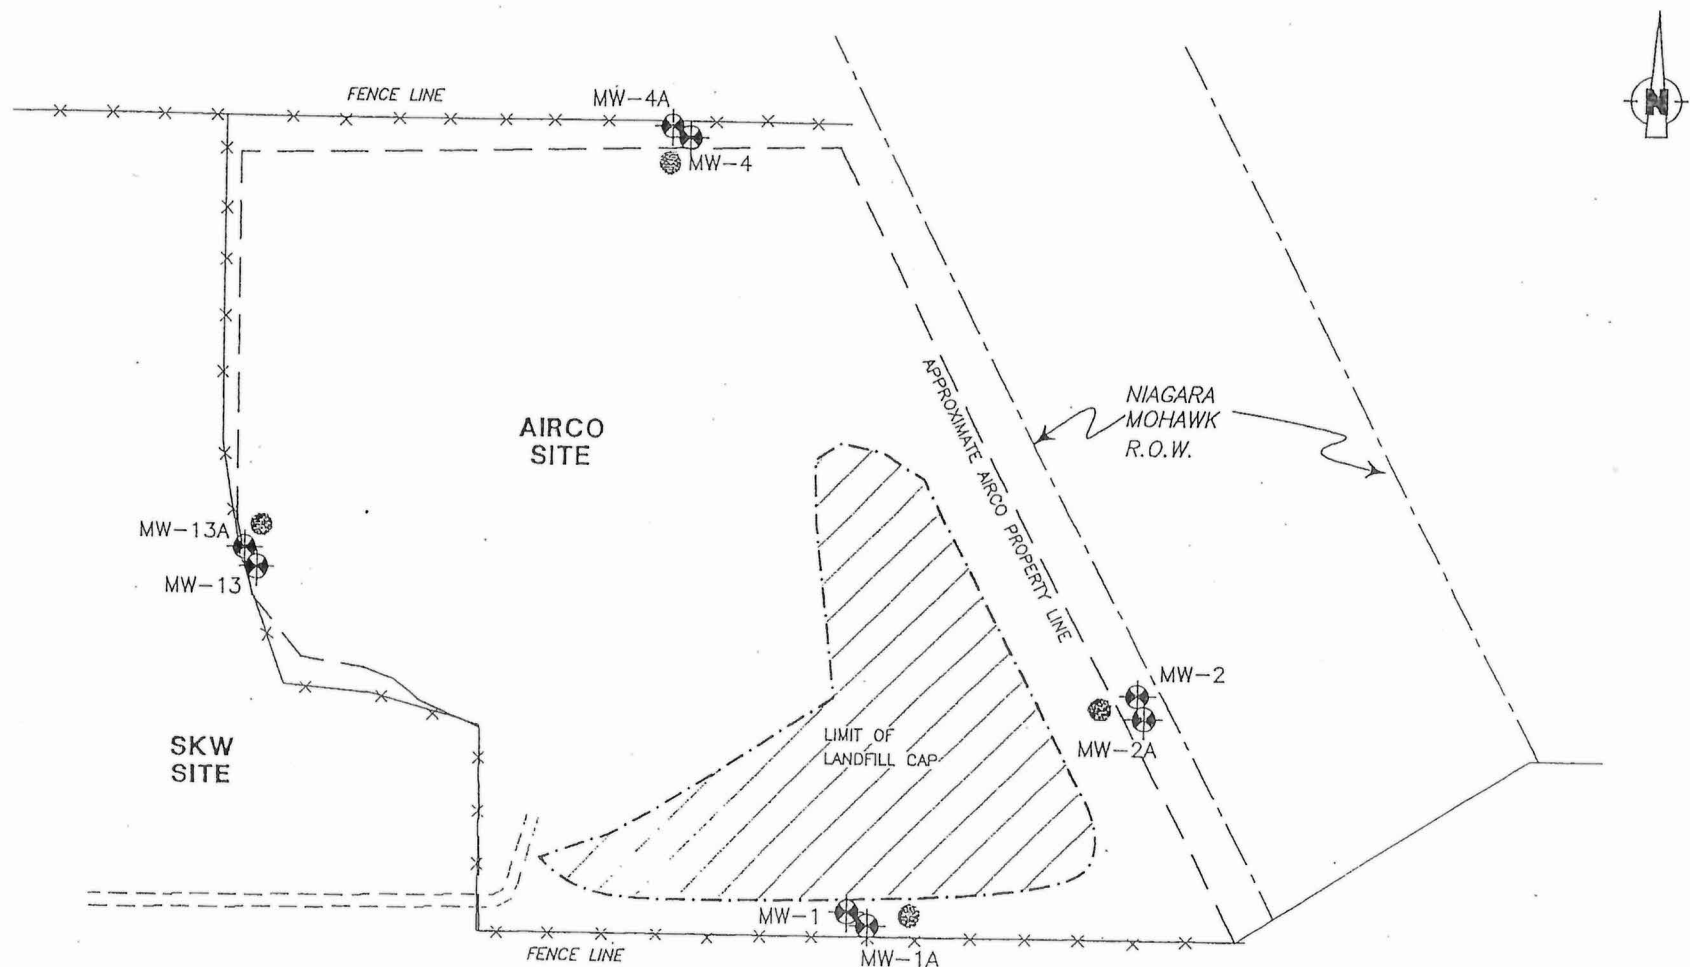 FENCE LINE
MW-4A
N
MW-4
APPROXIMATE AIRCO PROPERTY LINE
NIAGARA
MOHAWK
R.O.W.
AIRCO
SITE
MW-13A
MW-13
MW-2
MW-2A
LIMIT OF
LANDFILL CAP
SKW
SITE
MW-1
MW-1A
FENCE LINE